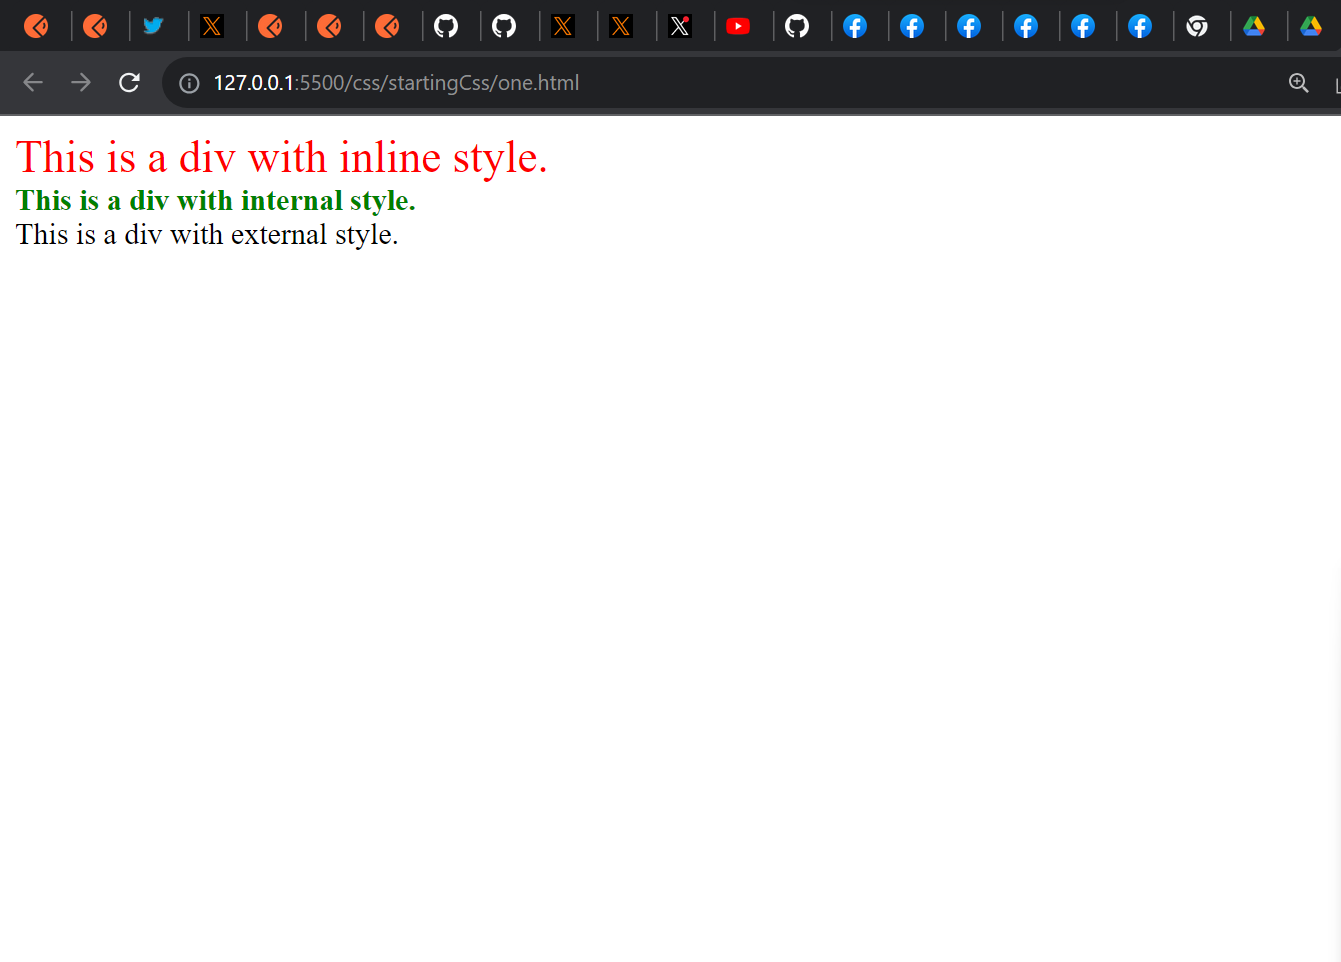 127.0.0.1:5500/css/startingCss/one.html
This is a div with inline style.
This is a div with internal style.
This is a div with external style.